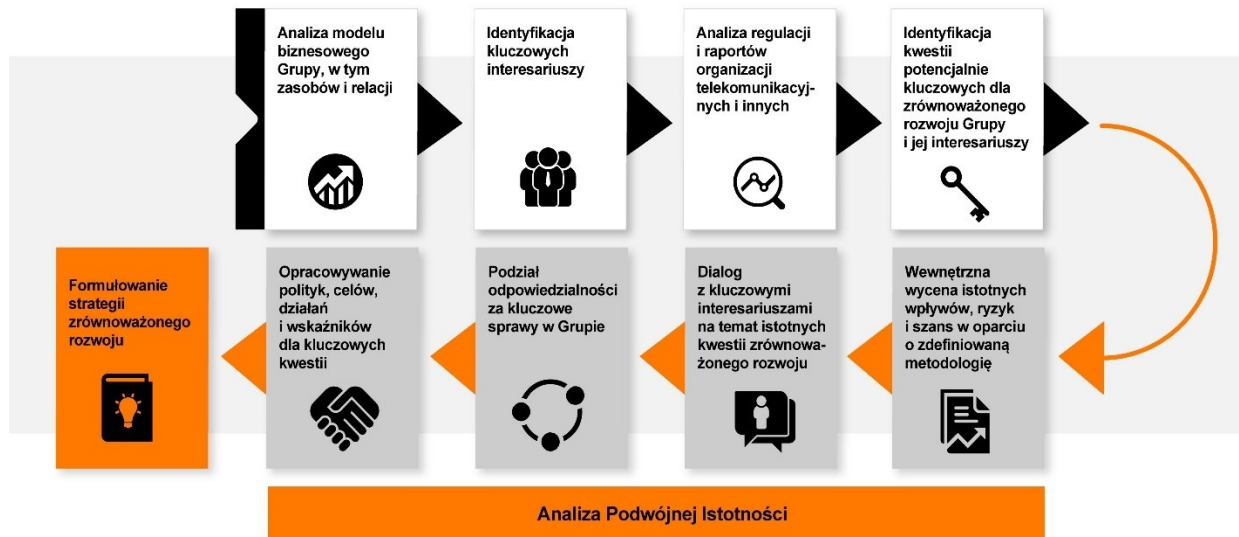 Analiza modelu
biznesowego
Grupy, w tym
zasobów i relacji
Identyfikacja
kluczowych
interesariuszy
Analiza regulacji
i raportów
organizacji
telekomunikacyj-
nych i innych
Identyfikacja
kwestii
potencjalnie
kluczowych dla
zrównoważonego
rozwoju Grupy
i jej interesariuszy
Wewnętrzna
wycena istotnych
wpływów, ryzyk
i szans w oparciu
o zdefiniowaną
metodologię
Dialog
z kluczowymi
interesariuszami
na temat istotnych
kwestii zrównowa-
żonego rozwoju
Podział
odpowiedzialności
za kluczowe
sprawy w Grupie
Opracowywanie
polityk, celów,
działań
i wskaźników
dla kluczowych
kwestii
Formułowanie
strategii
zrównoważonego
rozwoju
Analiza Podwójnej Istotności